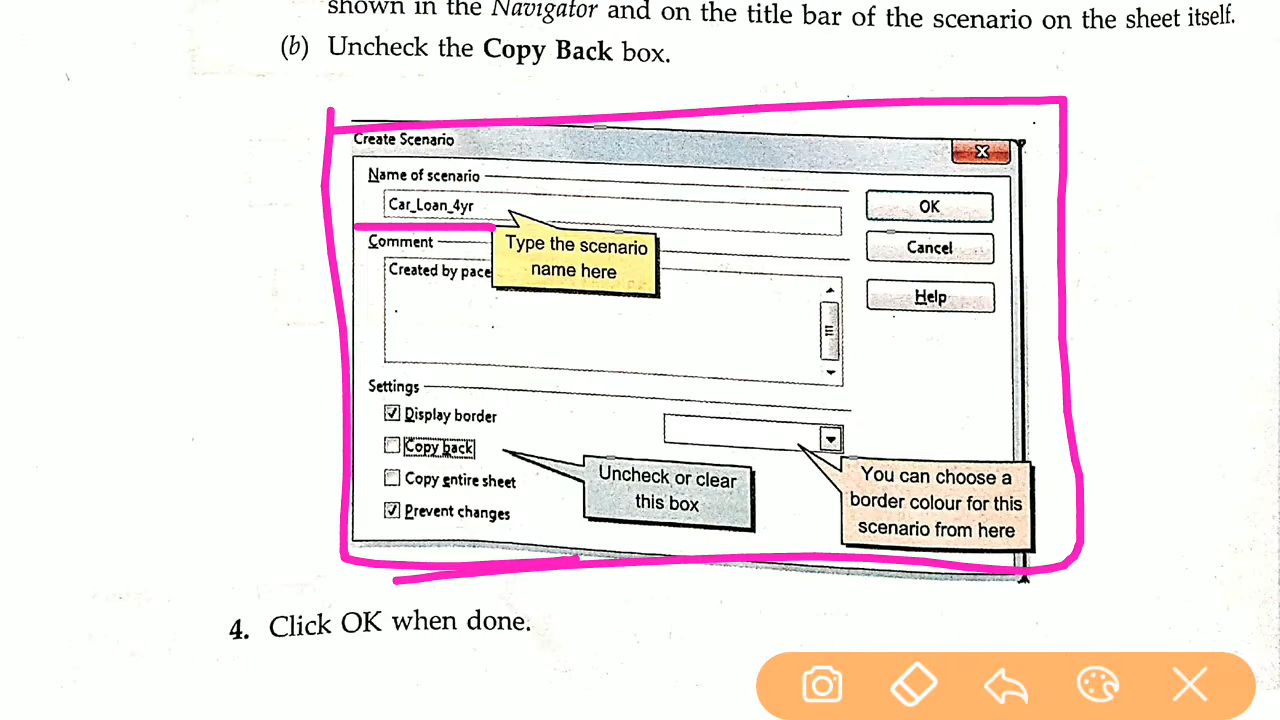 shown in the Navigator and on the title bar of the scenario on the sheet itself.
(b) Uncheck the Copy Back box.
Create Scenario
X
Name of scenario
Car_Loan_4yr
OK
Cancel
Help
Type the scenario
name here
Comment
Created by pace
Settings
Display border
Copy back
Copy entire sheet
Prevent changes
Uncheck or clear
this box
You can choose a
border colour for this
scenario from here
4. Click OK when done.